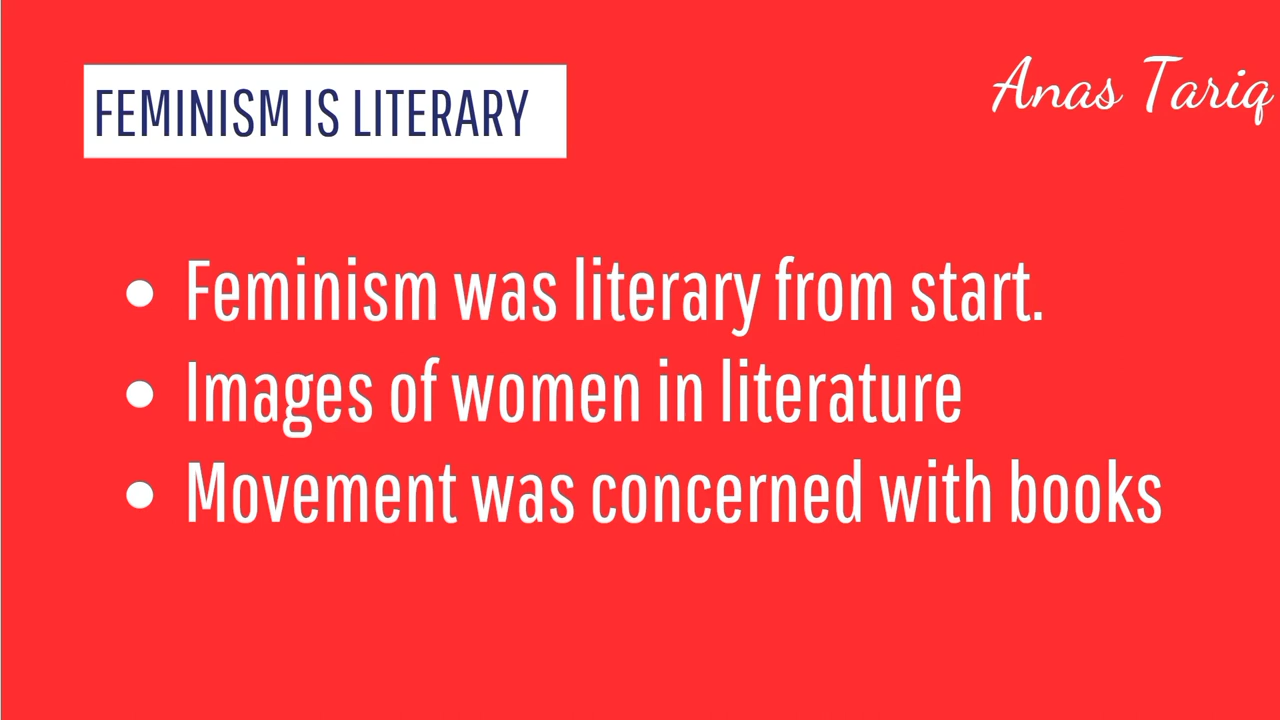 FEMINISM IS LITERARY
Anas Tariq
• Feminism was literary from start.
• Images of women in literature
• Movement was concerned with books